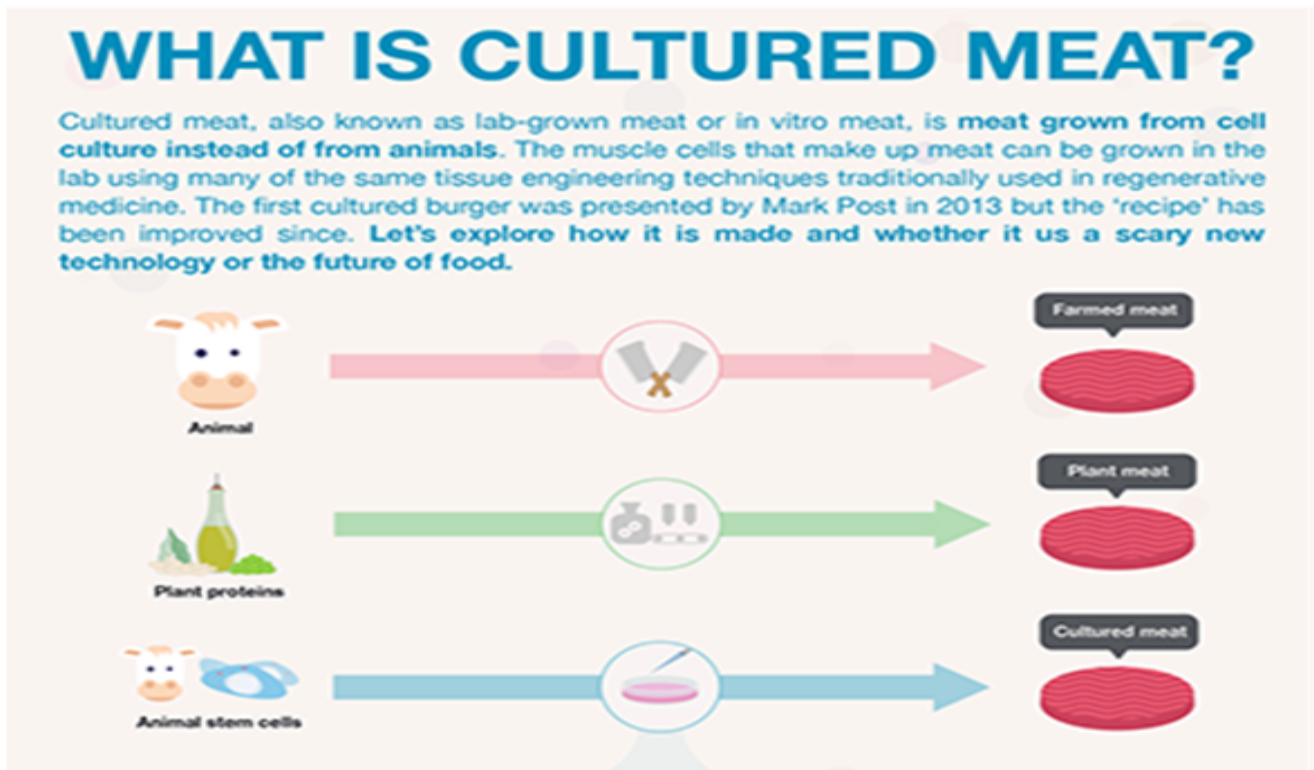 WHAT IS CULTURED MEAT?
Cultured meat, also known as lab-grown meat or in vitro meat, is meat grown from cell
culture instead of from animals. The muscle cells that make up meat can be grown in the
lab using many of the same tissue engineering techniques traditionally used in regenerative
medicine. The first cultured burger was presented by Mark Post in 2013 but the ‘recipe’ has
been improved since. Let’s explore how it is made and whether it us a scary new
technology or the future of food.
Farmed meat
Animal
Plant meat
Plant proteins
Cultured meat
Animal stem cells